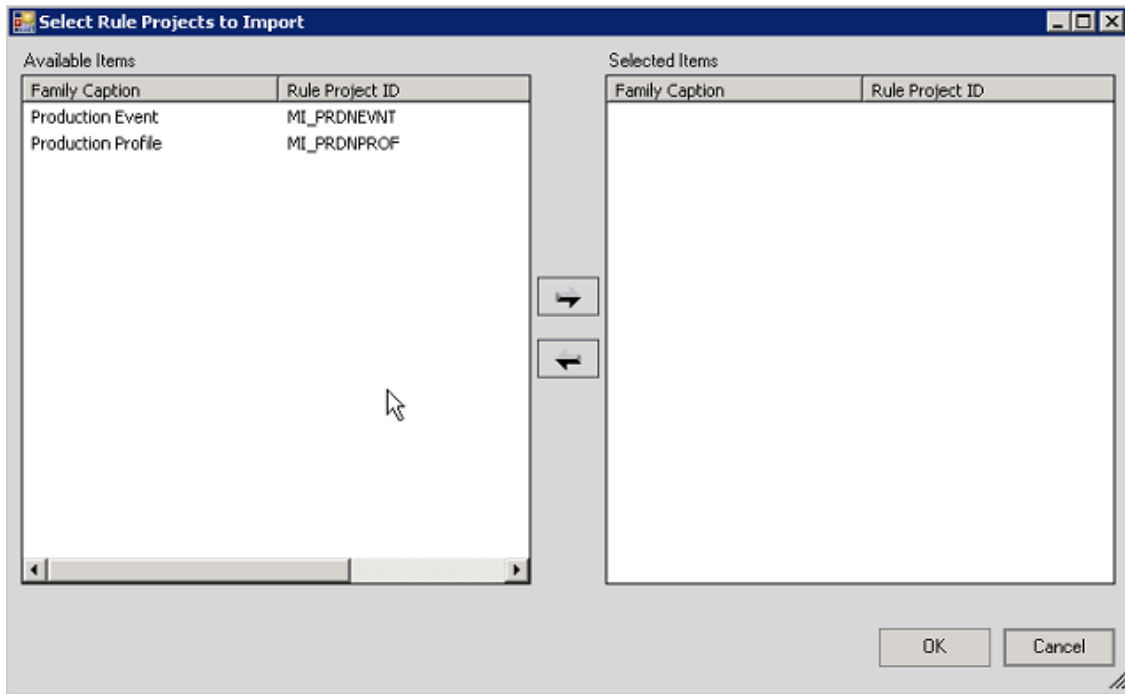 Select Rule Projects to Import
Available Items
Family Caption Rule Project ID
Production Event MI_PRDNEVNT
Production Profile MI_PRDNPROF
Selected Items
Family Caption Rule Project ID
OK Cancel